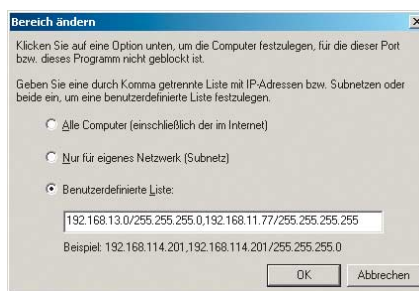 Bereich ändern
Klicken Sie auf eine Option unten, um die Computer festzulegen, für die dieser Port
bzw. dieses Programm nicht geblockt ist.
Geben Sie eine durch Komma getrennte Liste mit IP-Adressen bzw. Subnetzen oder
beide ein, um eine benutzerdefinierte Liste festzulegen.
Alle Computer (einschließlich der im Internet)
Nur für eigenes Netzwerk (Subnetz)
Benutzerdefinierte Liste:
192.168.13.0/255.255.255.0,192.168.11.77/255.255.255.255
Beispiel: 192.168.114.201,192.168.114.201/255.255.255.0
OK
Abbrechen